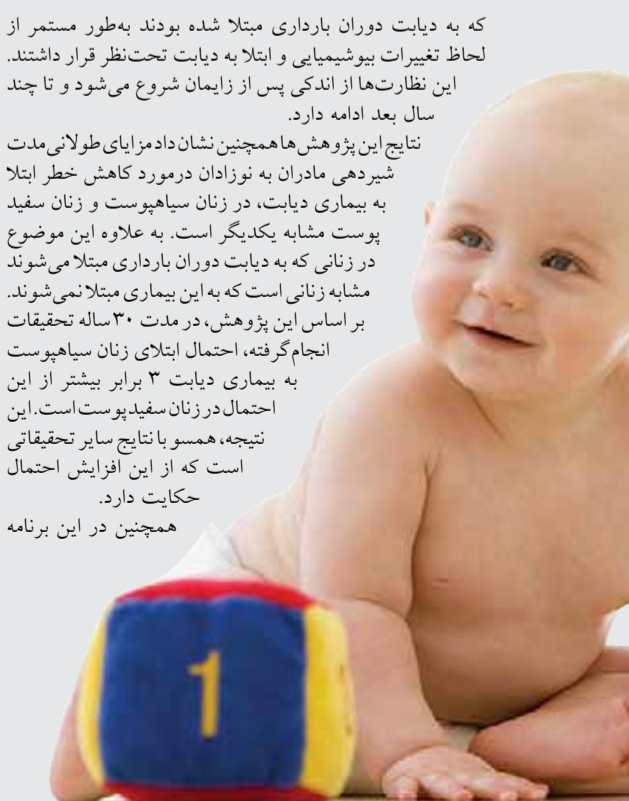 که به دیابت دوران بارداری مبتلا شده بودند به‌طور مستمر از
لحاظ تغییرات بیوشیمیایی و ابتلا به دیابت تحت‌نظر قرار داشتند.
این نظارت‌ها از اندکی پس از زایمان شروع می‌شود و تا چند
سال بعد ادامه دارد.
نتایج این پژوهش‌ها همچنین نشان داد مزایای طولانی‌مدت
شیردهی مادران به نوزادان درمورد کاهش خطر ابتلا
به بیماری دیابت، در زنان سیاهپوست و زنان سفید
پوست مشابه یکدیگر است. به علاوه این موضوع
در زنانی که به دیابت دوران بارداری مبتلا می‌شوند
مشابه زنانی است که به این بیماری مبتلا نمی‌شوند.
بر اساس این پژوهش، در مدت ۳۰ ساله تحقیقات
انجام‌گرفته، احتمال ابتلای زنان سیاهپوست
به بیماری دیابت ۳ برابر بیشتر از این
احتمال در زنان سفیدپوست است. این
نتیجه، همسو با نتایج سایر تحقیقاتی
است که از این افزایش احتمال
حکایت دارد.
همچنین در این برنامه
1